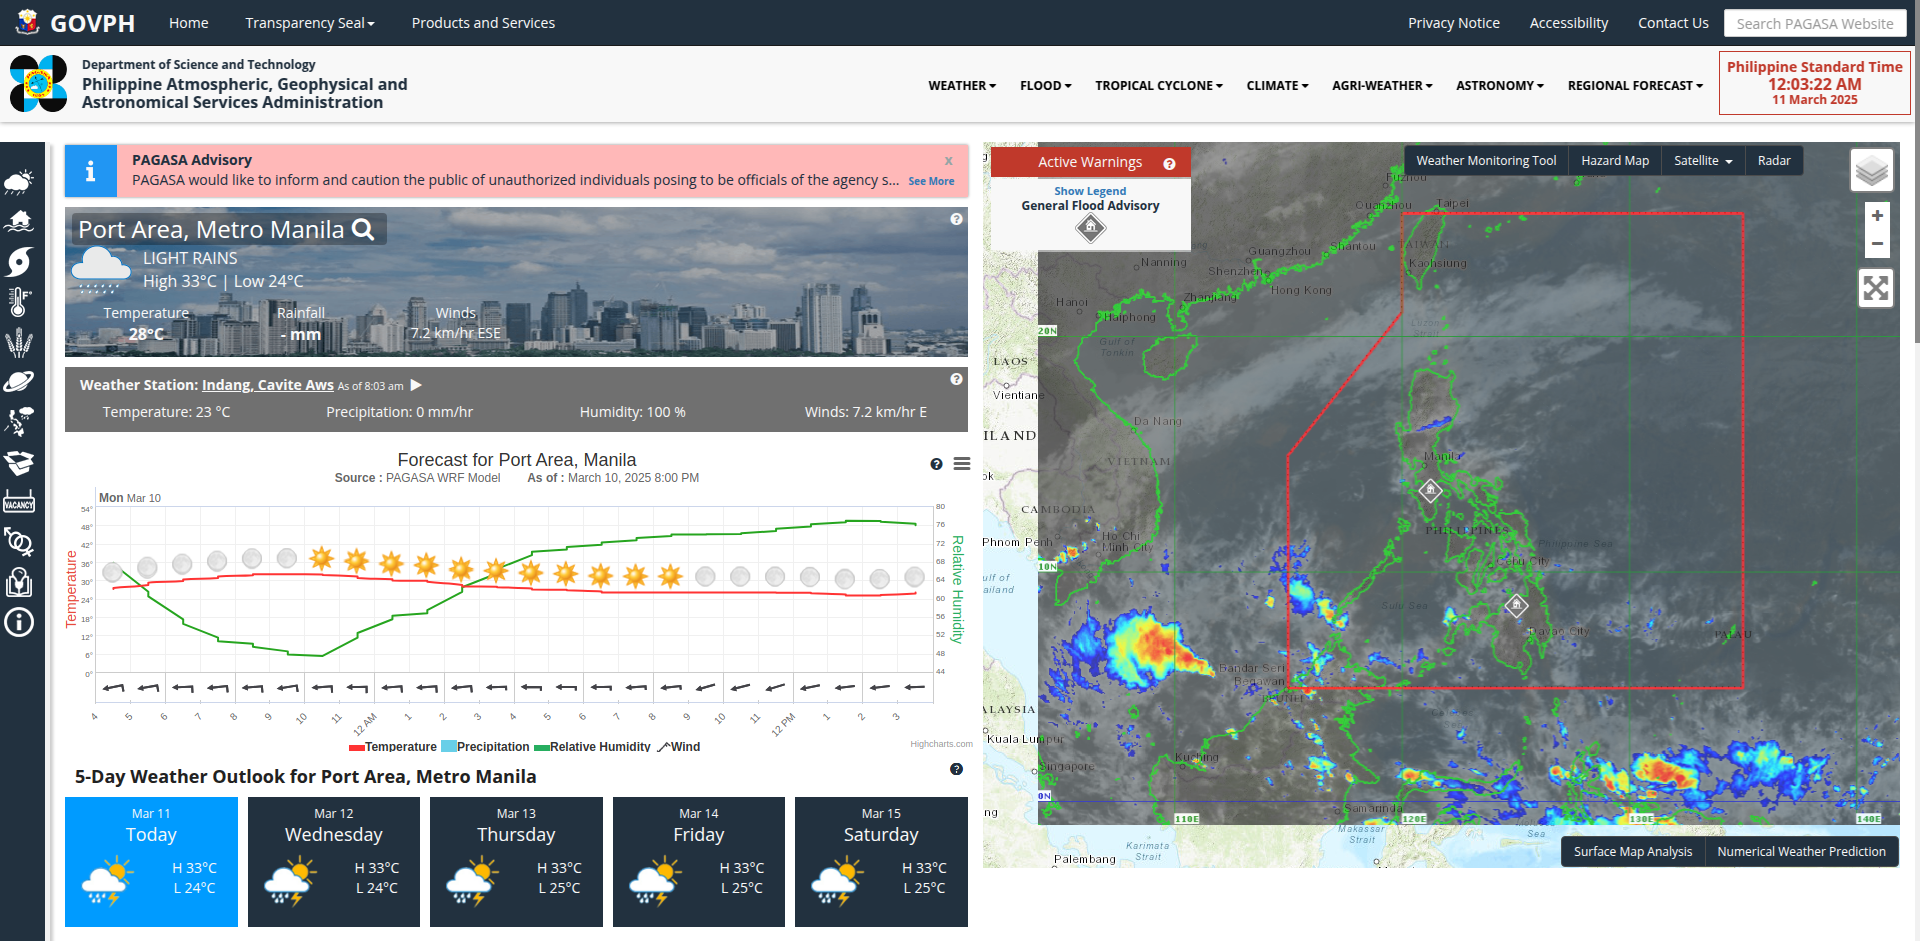 GOVPH
Home
Transparency Seal
Products and Services
Privacy Notice
Accessibility
Contact Us
Search PAGASA Website
Department of Science and Technology
Philippine Atmospheric, Geophysical and
Astronomical Services Administration
WEATHER
FLOOD
TROPICAL CYCLONE
CLIMATE
AGRI-WEATHER
ASTRONOMY
REGIONAL FORECAST
Philippine Standard Time
12:03:22 AM
11 March 2025
VACANCY
PAGASA Advisory
x
PAGASA would like to inform and caution the public of unauthorized individuals posing to be officials of the agency s...
See More
Port Area, Metro Manila
LIGHT RAINS
High 33°C | Low 24°C
Temperature
Rainfall
Winds
28°C
- mm
7.2 km/hr ESE
Weather Station: Indang, Cavite Aws As of 8:03 am
Temperature: 23 °C
Precipitation: 0 mm/hr
Humidity: 100 %
Winds: 7.2 km/hr E
Forecast for Port Area, Manila
Source : PAGASA WRF Model
As of : March 10, 2025 8:00 PM
Mon Mar 10
54°
48°
42°
36°
30°
24°
18°
12°
6°
0°
Temperature
80
76
72
68
64
60
56
52
48
44
Relative Humidity
4 5 6 7 8 9 10 11 12 AM 1 2 3 4 5 6 7 8 9 10 11 12 PM 1 2 3
Temperature
Precipitation
Relative Humidity
Wind
Highcharts.com
5-Day Weather Outlook for Port Area, Metro Manila
Mar 11
Today
H 33°C
L 24°C
Mar 12
Wednesday
H 33°C
L 24°C
Mar 13
Thursday
H 33°C
L 25°C
Mar 14
Friday
H 33°C
L 25°C
Mar 15
Saturday
H 33°C
L 25°C
Active Warnings
Show Legend
General Flood Advisory
Weather Monitoring Tool
Hazard Map
Satellite
Radar
+
−
Fuzhou
Quanzhou
Taipei
TAIWAN
Kaohsiung
Shantou
Guangzhou
Shenzhen
Hong Kong
Nanning
Zhanjiang
Hanoi
Haiphong
Gulf of
Tonkin
Luzon
Strait
20N
LAOS
Vientiane
Da Nang
ILAND
VIETNAM
ok
CAMBODIA
Phnom Penh
Ho Chi
Minh City
10N
ulf of
ailand
Manila
PHILIPPINES
Philippine Sea
Cebu City
Sulu Sea
Davao City
PALAU
Bandar Seri
Begawan
BRUNEI
ALAYSIA
Kuala Lumpur
Singapore
Kuching
0N
ng
Samarinda
110E
120E
130E
140E
Makassar
Strait
Sea
Karimata
Strait
Palembang
Surface Map Analysis
Numerical Weather Prediction